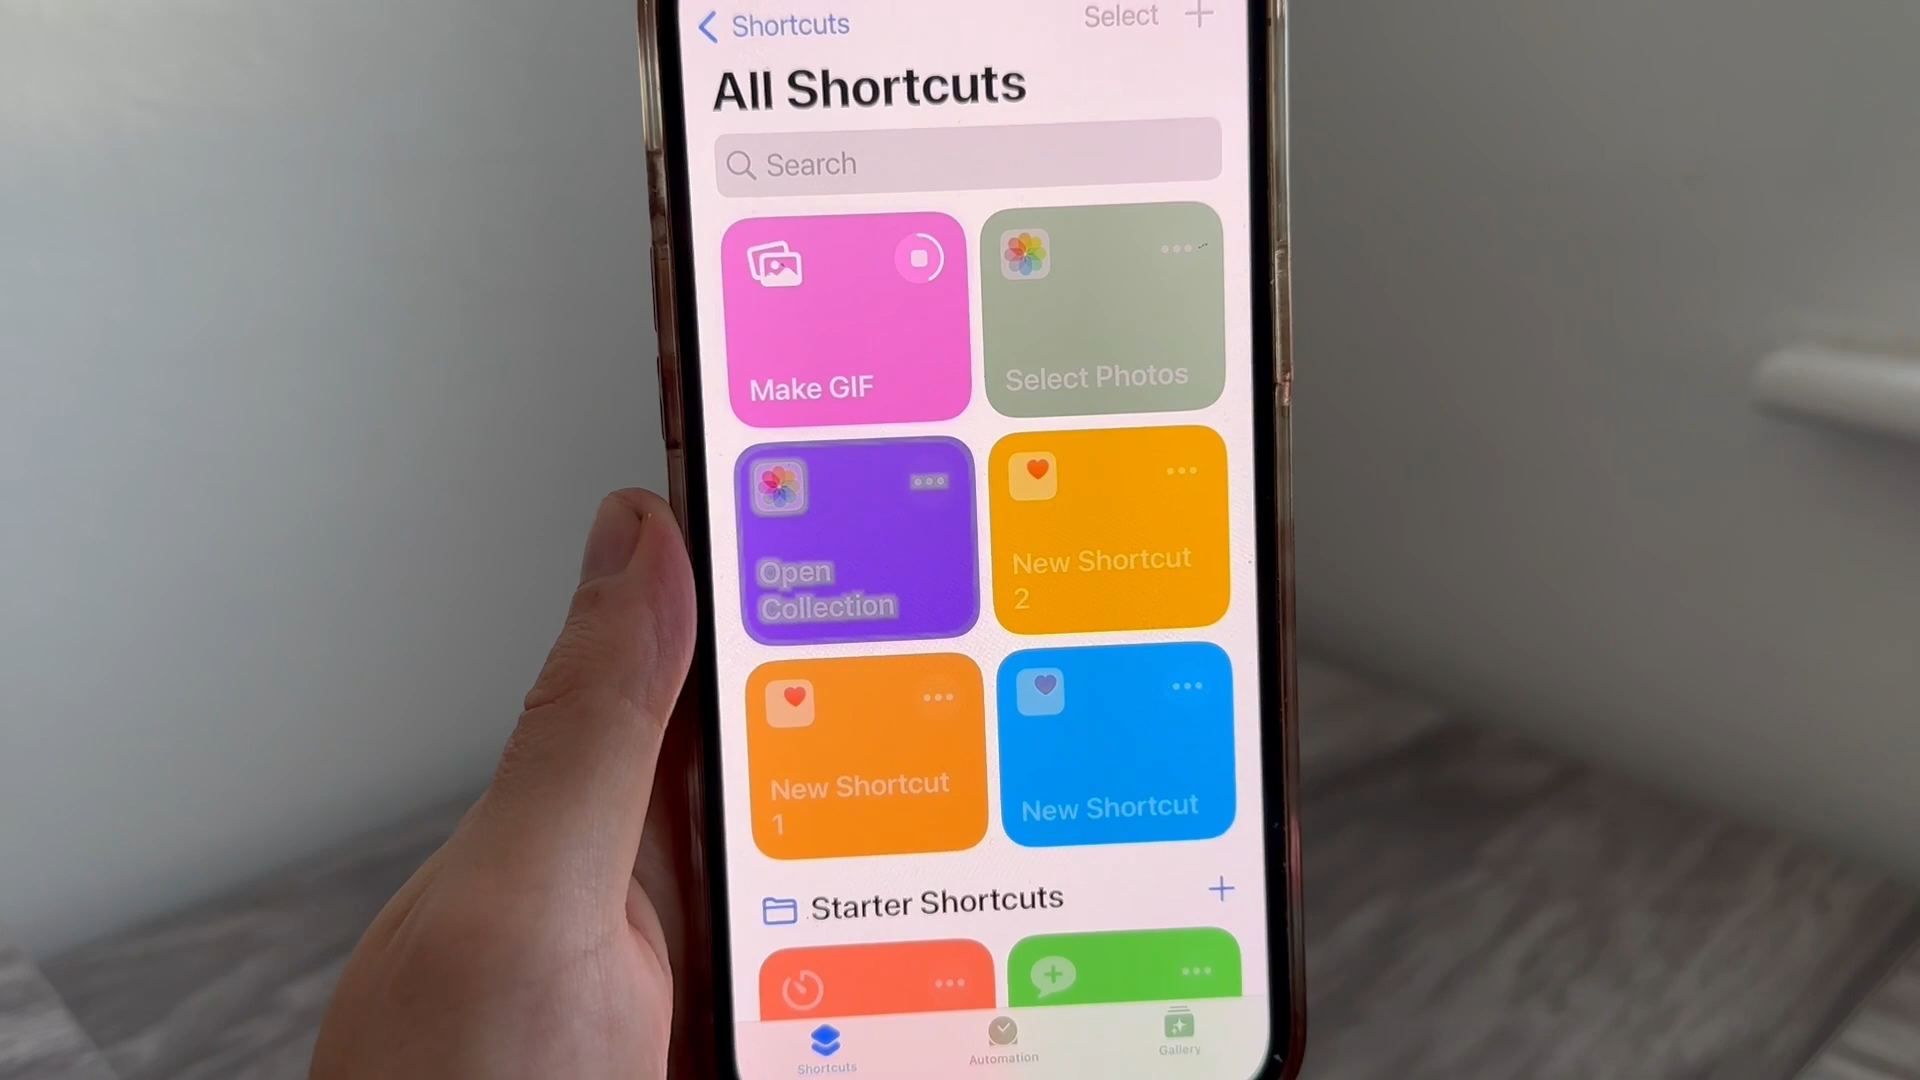 Shortcuts
Select
All Shortcuts
Search
Make GIF
Select Photos
Open
Collection
New Shortcut
2
New Shortcut
1
New Shortcut
Starter Shortcuts
Shortcuts
Automation
Gallery